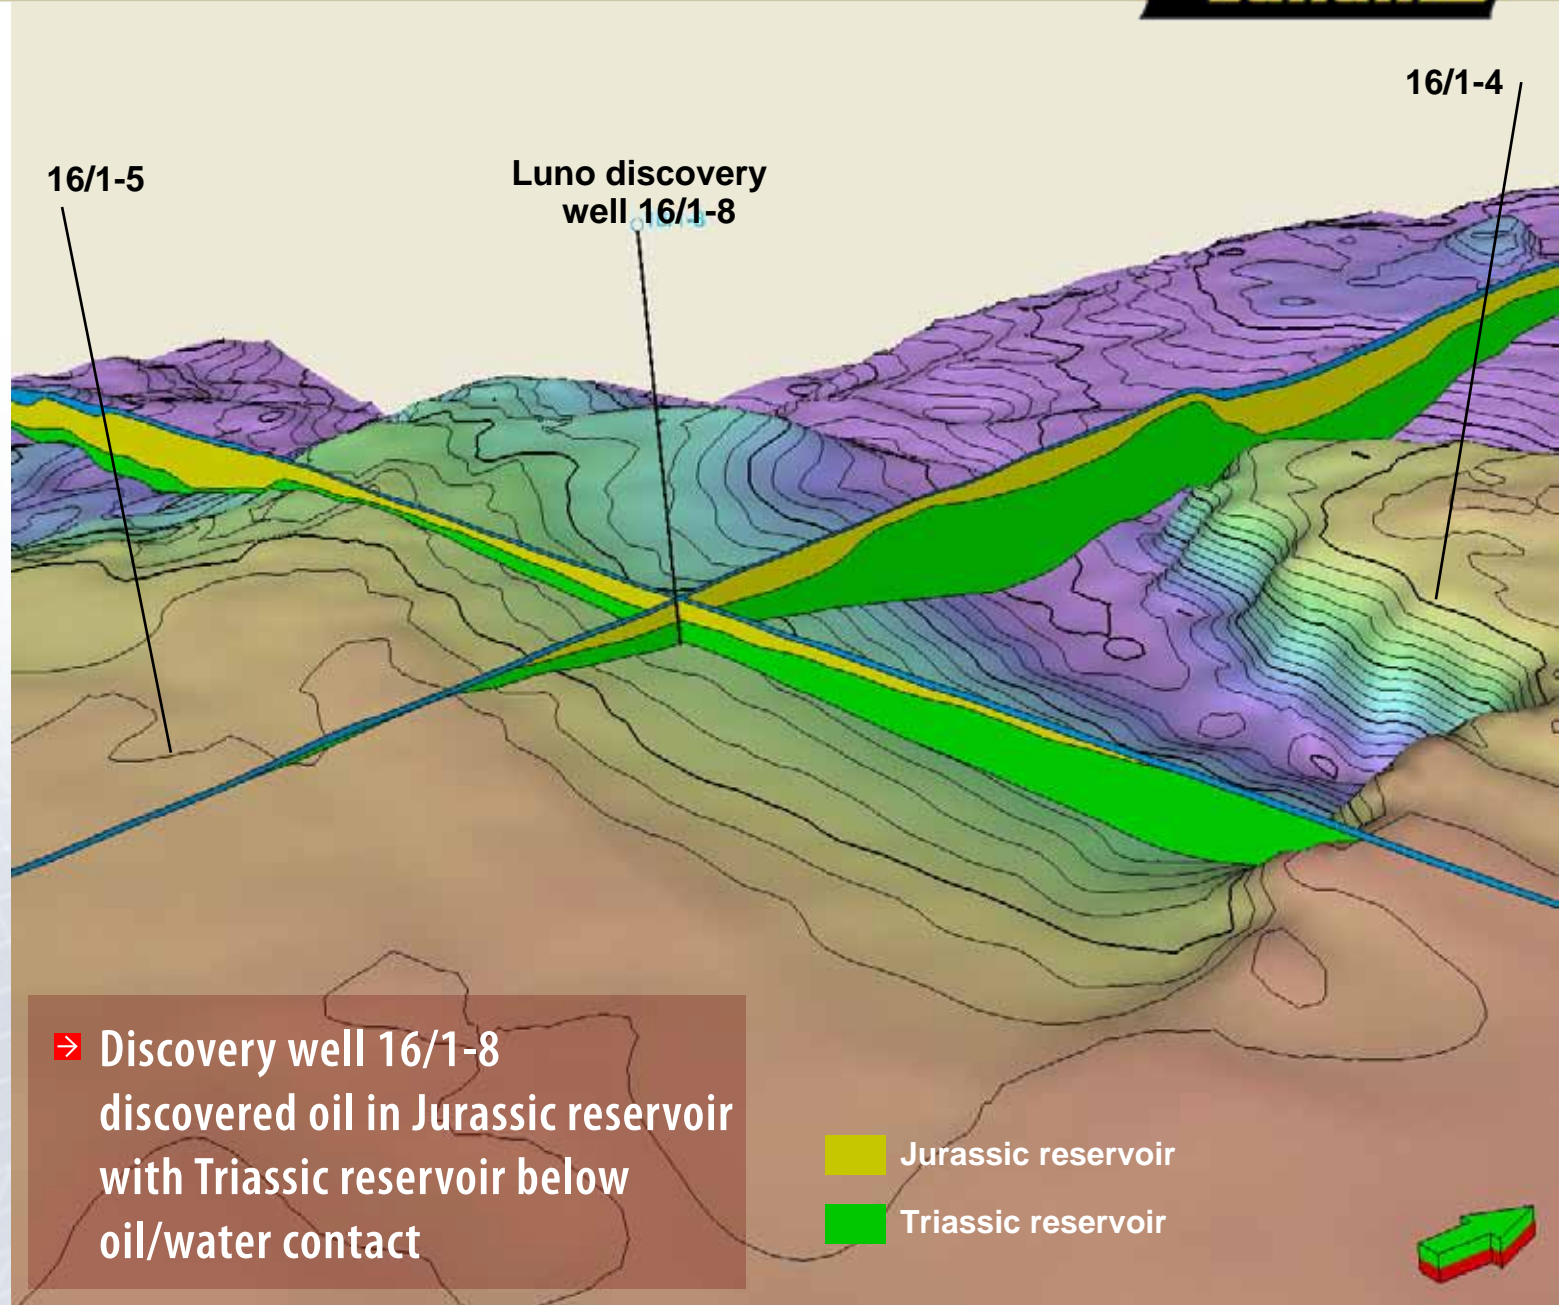 16/1-4
16/1-5
Luno discovery
well 16/1-8
Discovery well 16/1-8
discovered oil in Jurassic reservoir
with Triassic reservoir below
oil/water contact
Jurassic reservoir
Triassic reservoir